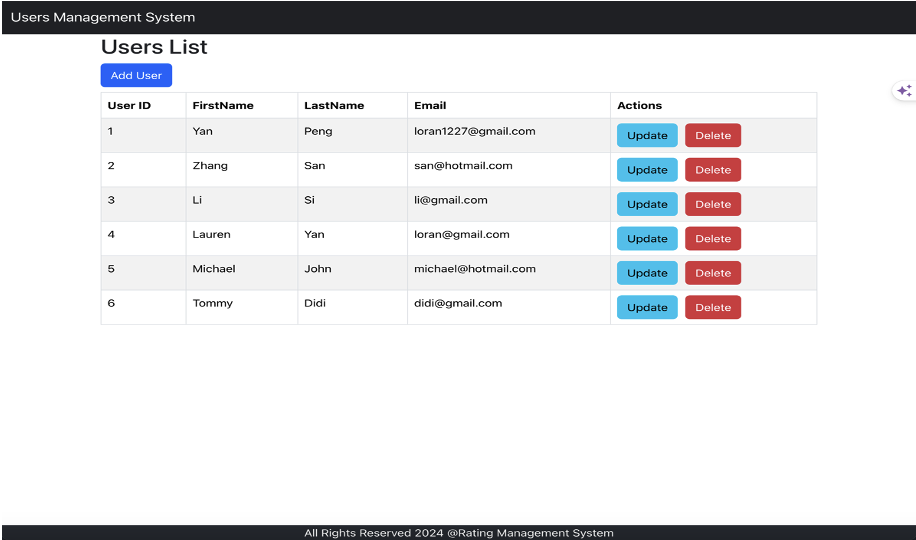 Users Management System
Users List
Add User
User ID FirstName LastName Email Actions
1 Yan Peng loran1227@gmail.com Update Delete
2 Zhang San san@hotmail.com Update Delete
3 Li Si li@gmail.com Update Delete
4 Lauren Yan loran@gmail.com Update Delete
5 Michael John michael@hotmail.com Update Delete
6 Tommy Didi didi@gmail.com Update Delete
All Rights Reserved 2024 @Rating Management System